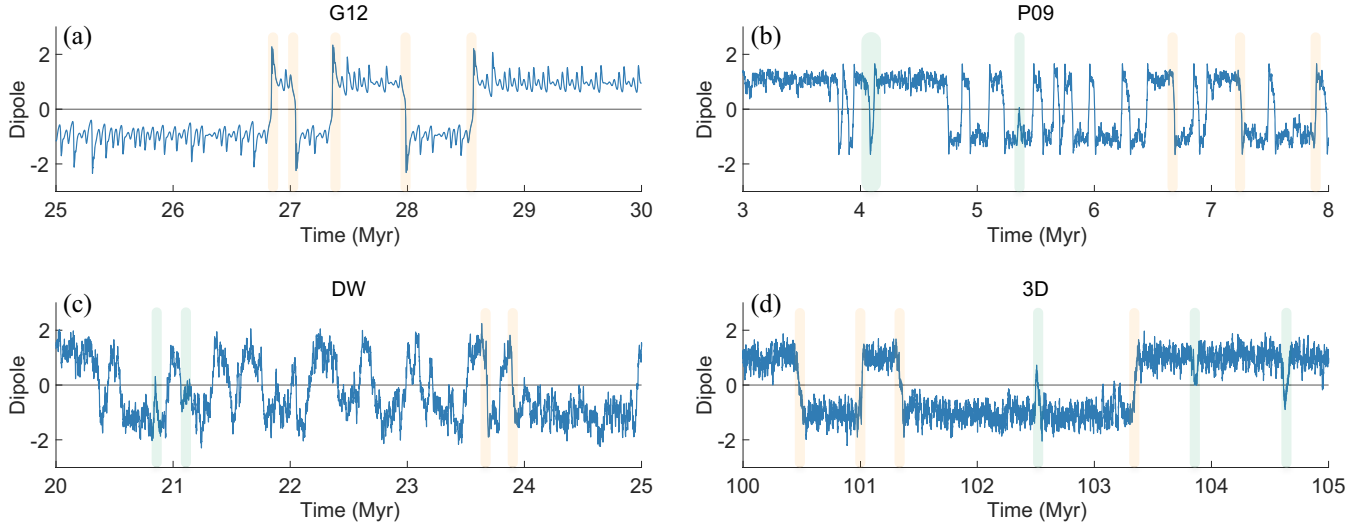 G12
(a)
Dipole
2
0
-2
25 26 27 28 29 30
Time (Myr)
P09
(b)
Dipole
2
0
-2
3 4 5 6 7 8
Time (Myr)
DW
(c)
Dipole
2
0
-2
20 21 22 23 24 25
Time (Myr)
3D
(d)
Dipole
2
0
-2
100 101 102 103 104 105
Time (Myr)